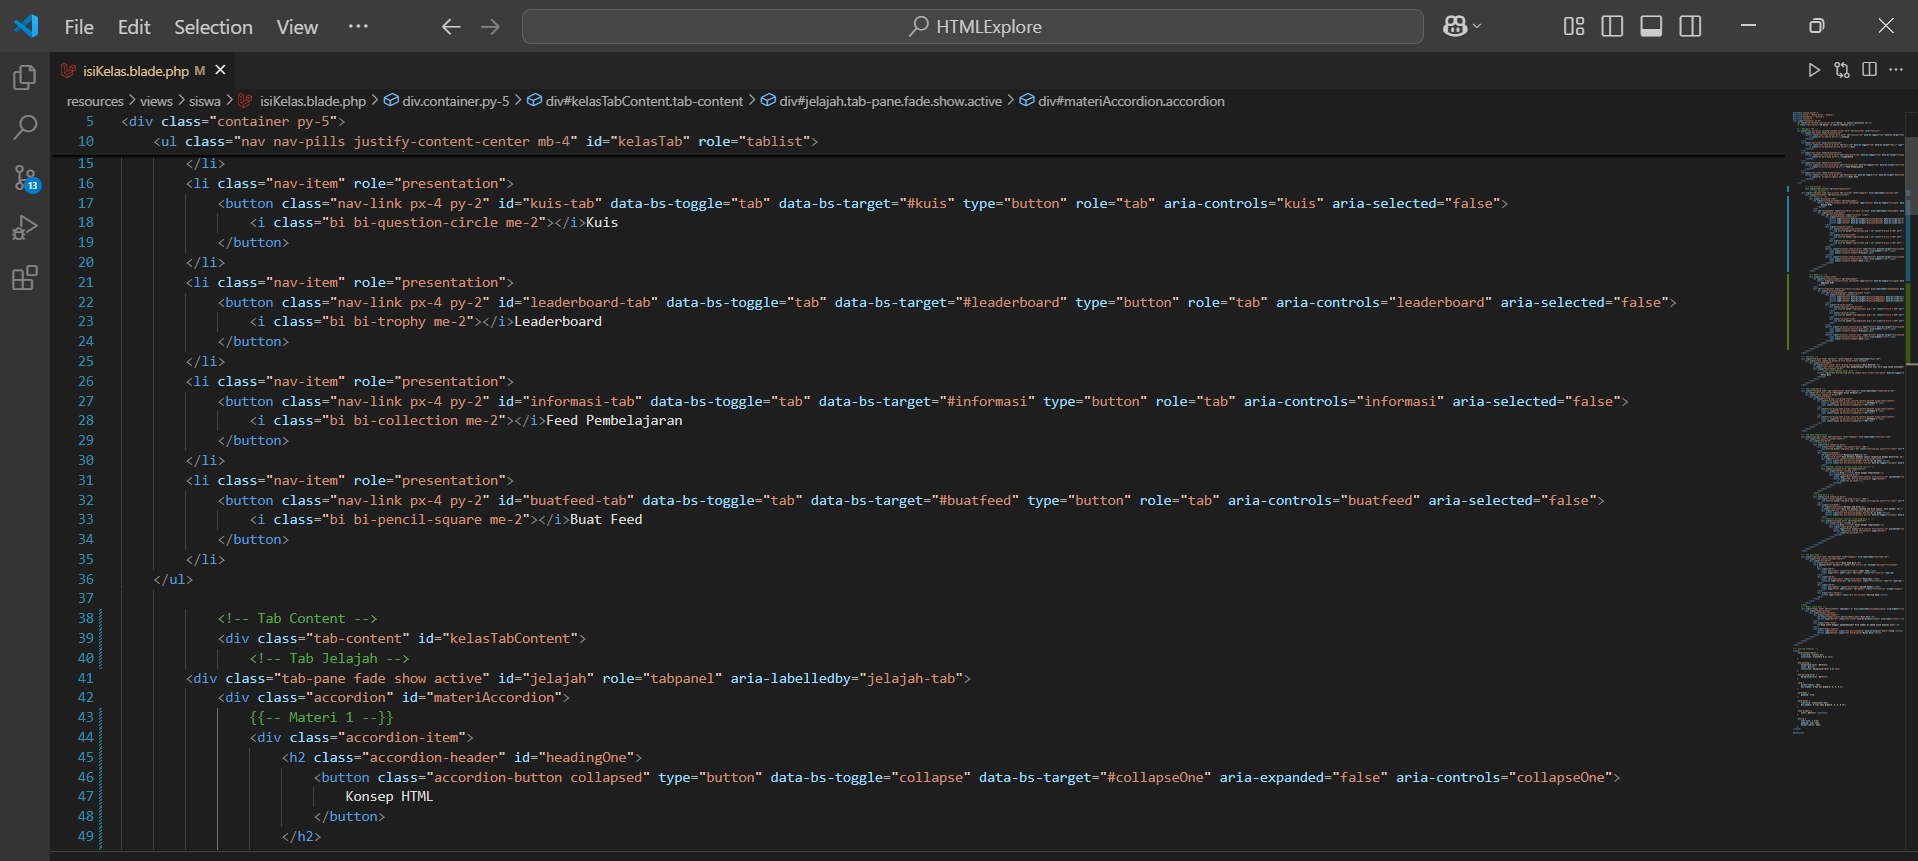 File Edit Selection View ··· HTMLExplore
isiKelas.blade.php M
resources > views > siswa > isiKelas.blade.php > div.container.py-5 > div#kelasTabContent.tab-content > div#jelajah.tab-pane.fade.show.active > div#materiAccordion.accordion
5 <div class="container py-5">
10 <ul class="nav nav-pills justify-content-center mb-4" id="kelasTab" role="tablist">
15 </li>
16 <li class="nav-item" role="presentation">
17 <button class="nav-link px-4 py-2" id="kuis-tab" data-bs-toggle="tab" data-bs-target="#kuis" type="button" role="tab" aria-controls="kuis" aria-selected="false">
18 <i class="bi bi-question-circle me-2"></i>Kuis
19 </button>
20 </li>
21 <li class="nav-item" role="presentation">
22 <button class="nav-link px-4 py-2" id="leaderboard-tab" data-bs-toggle="tab" data-bs-target="#leaderboard" type="button" role="tab" aria-controls="leaderboard" aria-selected="false">
23 <i class="bi bi-trophy me-2"></i>Leaderboard
24 </button>
25 </li>
26 <li class="nav-item" role="presentation">
27 <button class="nav-link px-4 py-2" id="informasi-tab" data-bs-toggle="tab" data-bs-target="#informasi" type="button" role="tab" aria-controls="informasi" aria-selected="false">
28 <i class="bi bi-collection me-2"></i>Feed Pembelajaran
29 </button>
30 </li>
31 <li class="nav-item" role="presentation">
32 <button class="nav-link px-4 py-2" id="buatfeed-tab" data-bs-toggle="tab" data-bs-target="#buatfeed" type="button" role="tab" aria-controls="buatfeed" aria-selected="false">
33 <i class="bi bi-pencil-square me-2"></i>Buat Feed
34 </button>
35 </li>
36 </ul>
37
38 <!-- Tab Content -->
39 <div class="tab-content" id="kelasTabContent">
40 <!-- Tab Jelajah -->
41 <div class="tab-pane fade show active" id="jelajah" role="tabpanel" aria-labelledby="jelajah-tab">
42 <div class="accordion" id="materiAccordion">
43 {{-- Materi 1 --}}
44 <div class="accordion-item">
45 <h2 class="accordion-header" id="headingOne">
46 <button class="accordion-button collapsed" type="button" data-bs-toggle="collapse" data-bs-target="#collapseOne" aria-expanded="false" aria-controls="collapseOne">
47 Konsep HTML
48 </button>
49 </h2>
13